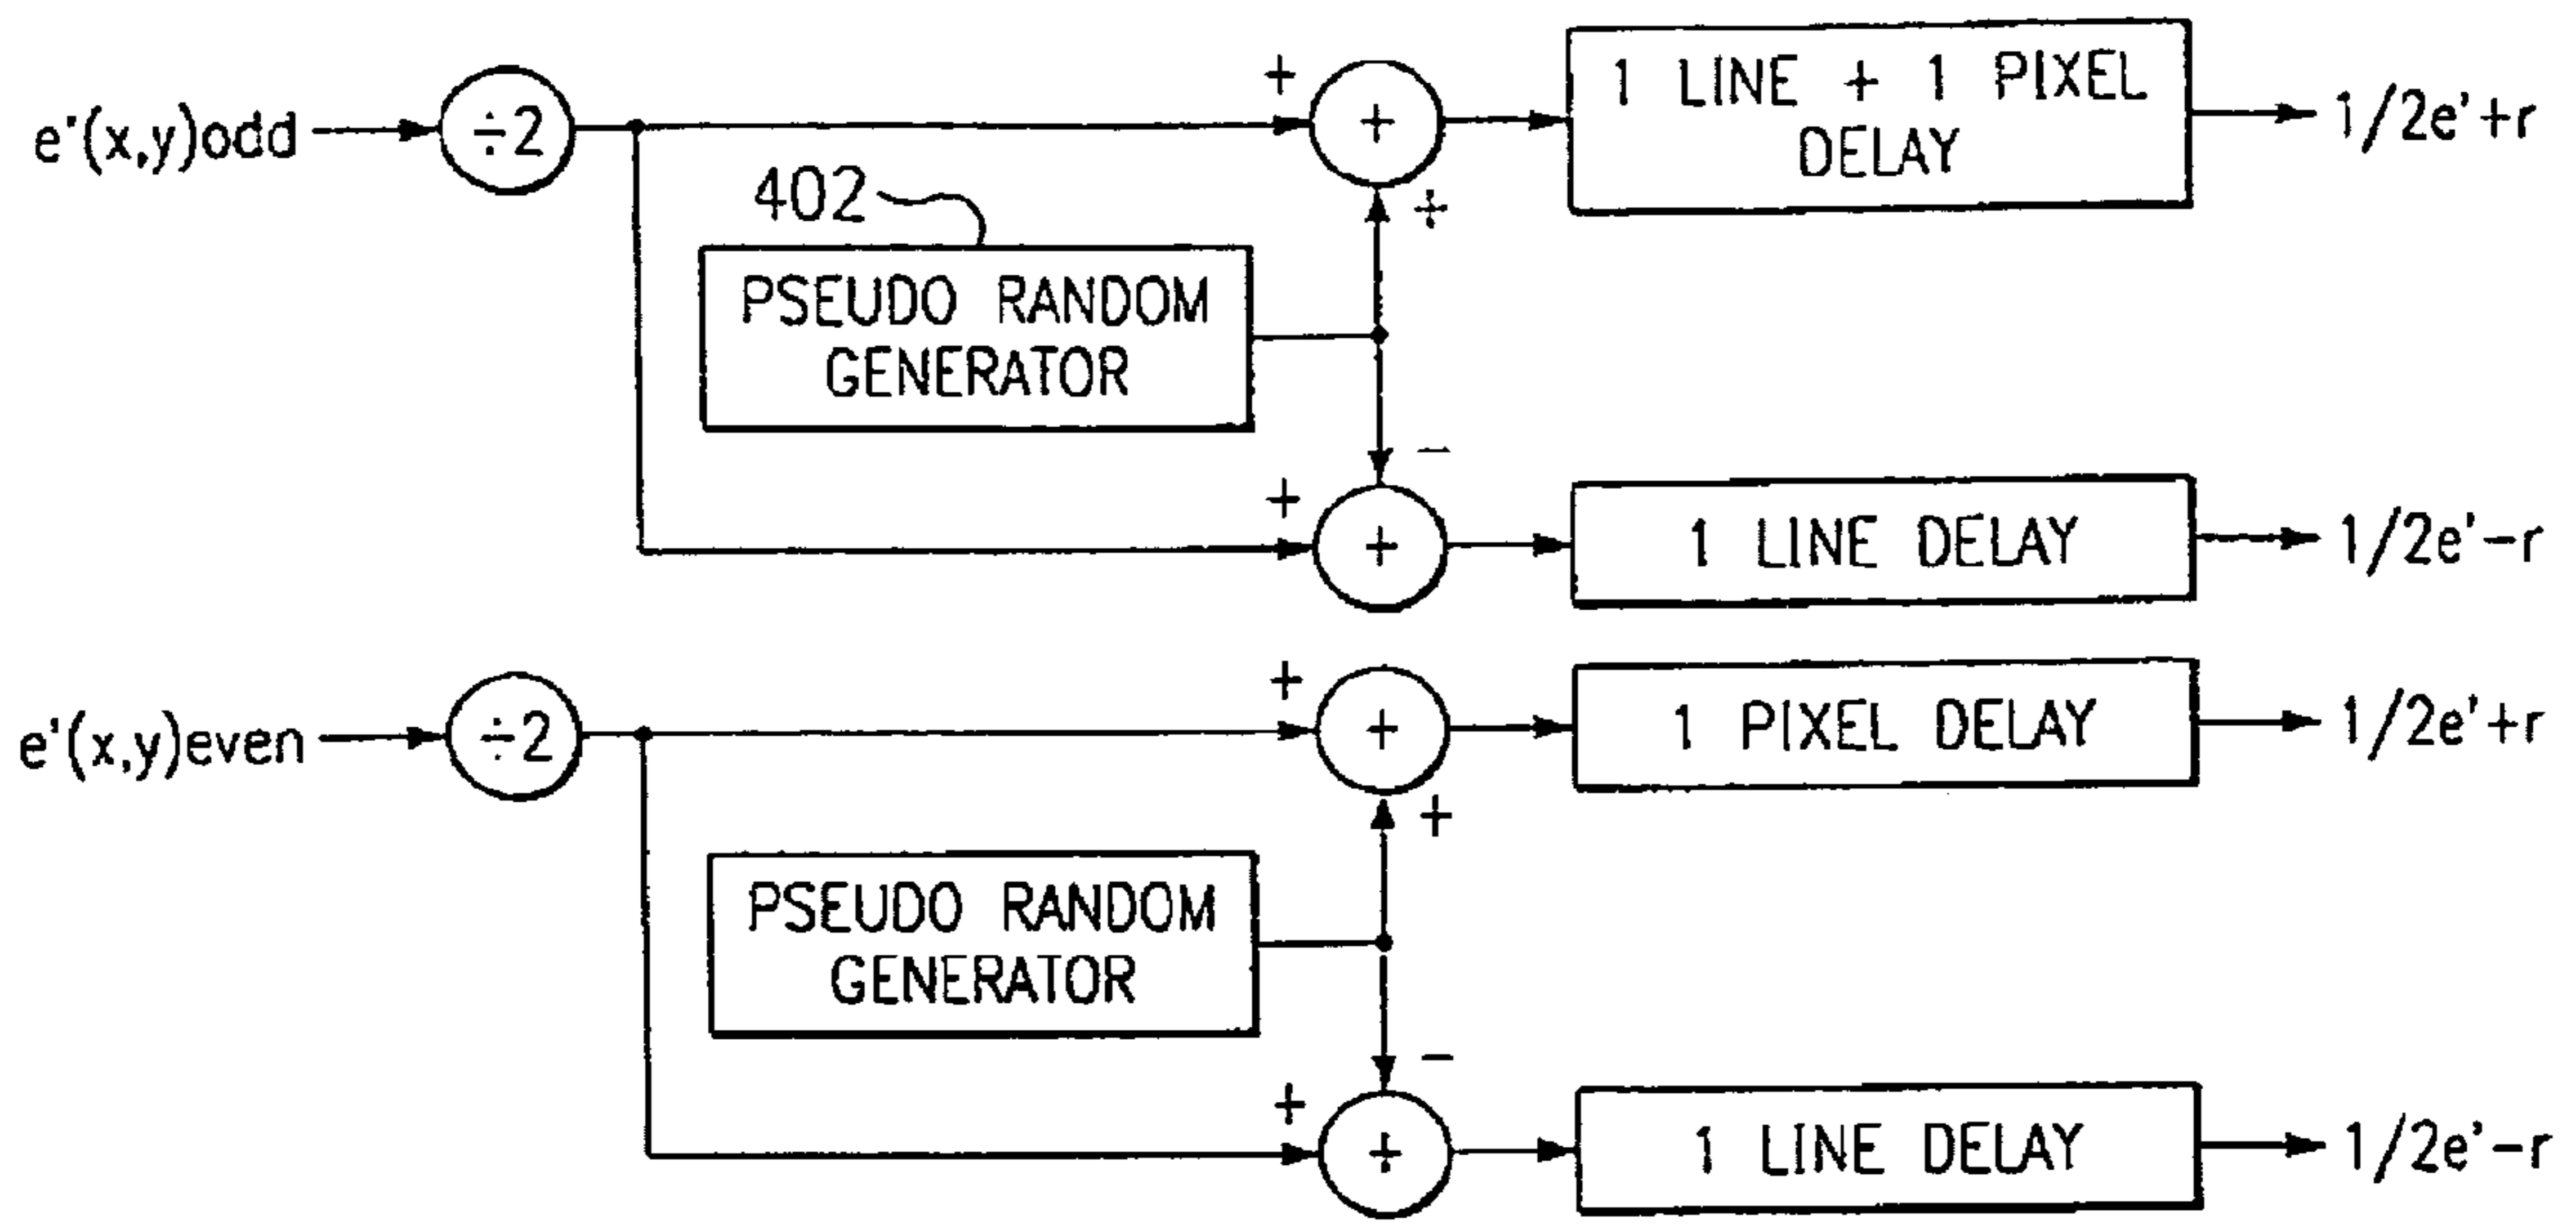 e'(x,y)odd
÷2
+
+
÷
1 LINE + 1 PIXEL
DELAY
1/2e'+r
402
PSEUDO RANDOM
GENERATOR
−
+
+
1 LINE DELAY
1/2e'−r
e'(x,y)even
÷2
+
+
+
1 PIXEL DELAY
1/2e'+r
PSEUDO RANDOM
GENERATOR
−
+
+
1 LINE DELAY
1/2e'−r